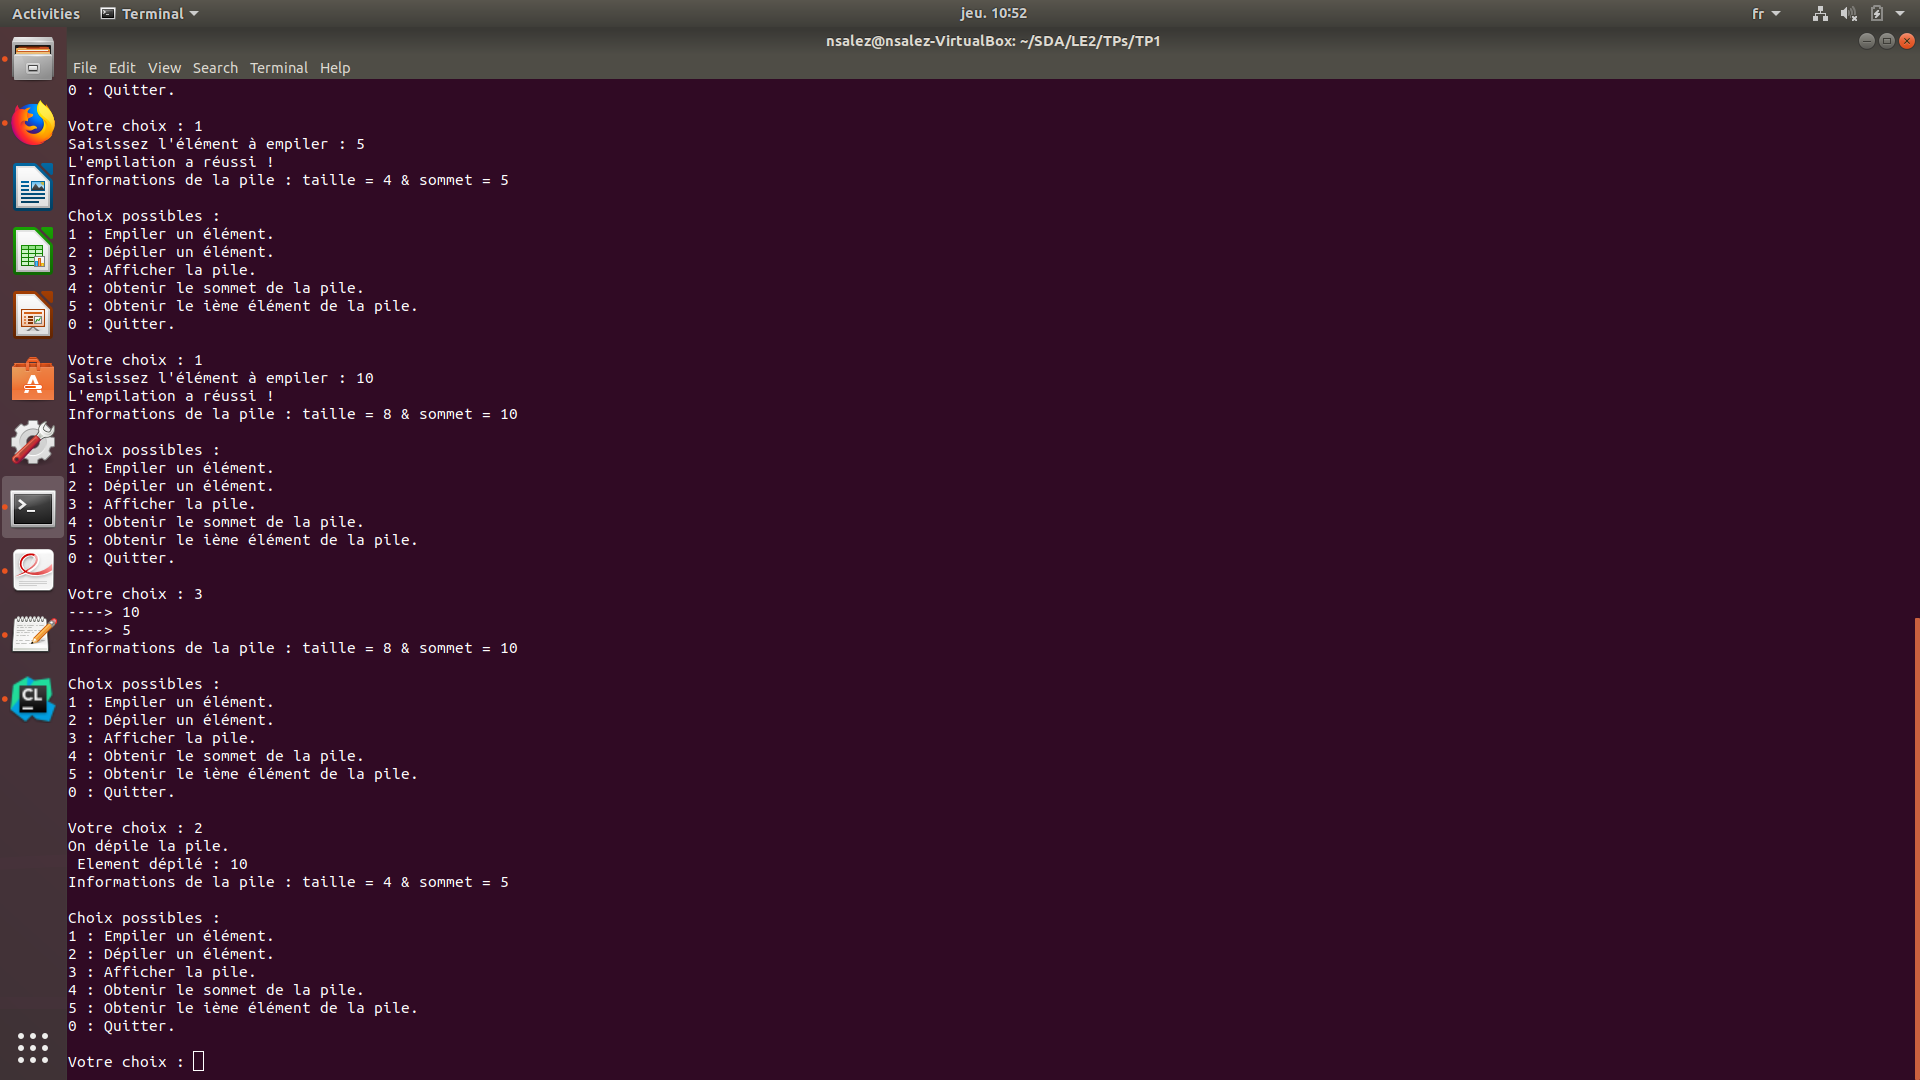 Activities Terminal jeu. 10:52 fr
nsalez@nsalez-VirtualBox: ~/SDA/LE2/TPs/TP1
File Edit View Search Terminal Help
0 : Quitter.
Votre choix : 1
Saisissez l'élément à empiler : 5
L'empilation a réussi !
Informations de la pile : taille = 4 & sommet = 5
Choix possibles :
1 : Empiler un élément.
2 : Dépiler un élément.
3 : Afficher la pile.
4 : Obtenir le sommet de la pile.
5 : Obtenir le ième élément de la pile.
0 : Quitter.
Votre choix : 1
Saisissez l'élément à empiler : 10
L'empilation a réussi !
Informations de la pile : taille = 8 & sommet = 10
Choix possibles :
1 : Empiler un élément.
2 : Dépiler un élément.
3 : Afficher la pile.
4 : Obtenir le sommet de la pile.
5 : Obtenir le ième élément de la pile.
0 : Quitter.
Votre choix : 3
----> 10
----> 5
Informations de la pile : taille = 8 & sommet = 10
Choix possibles :
1 : Empiler un élément.
2 : Dépiler un élément.
3 : Afficher la pile.
4 : Obtenir le sommet de la pile.
5 : Obtenir le ième élément de la pile.
0 : Quitter.
Votre choix : 2
On dépile la pile.
Element dépilé : 10
Informations de la pile : taille = 4 & sommet = 5
Choix possibles :
1 : Empiler un élément.
2 : Dépiler un élément.
3 : Afficher la pile.
4 : Obtenir le sommet de la pile.
5 : Obtenir le ième élément de la pile.
0 : Quitter.
Votre choix :
CL